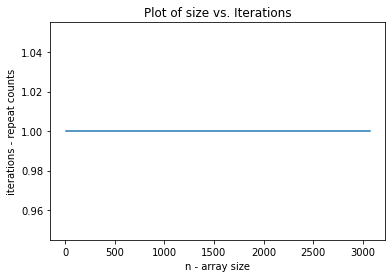 Plot of size vs. Iterations
1.04
1.02
1.00
0.98
0.96
iterations - repeat counts
0 500 1000 1500 2000 2500 3000
n - array size